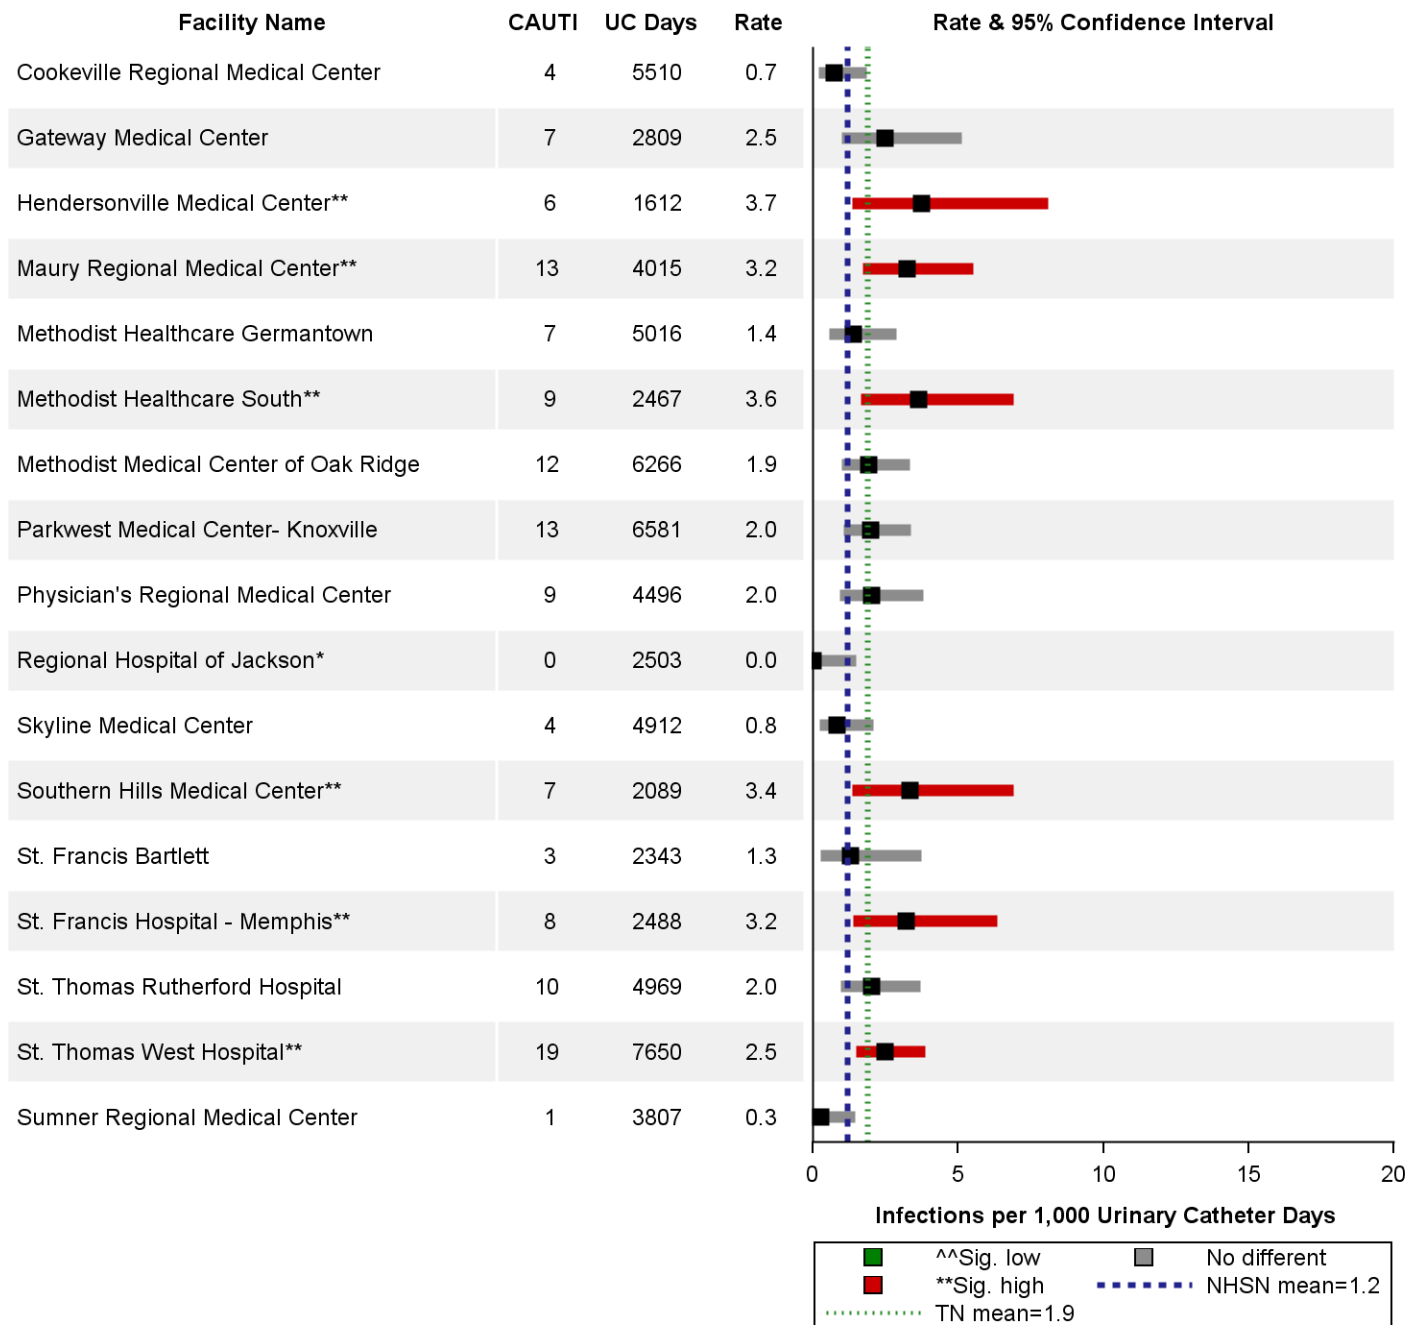 Facility Name CAUTI UC Days Rate Rate & 95% Confidence Interval
Cookeville Regional Medical Center 4 5510 0.7
Gateway Medical Center 7 2809 2.5
Hendersonville Medical Center** 6 1612 3.7
Maury Regional Medical Center** 13 4015 3.2
Methodist Healthcare Germantown 7 5016 1.4
Methodist Healthcare South** 9 2467 3.6
Methodist Medical Center of Oak Ridge 12 6266 1.9
Parkwest Medical Center- Knoxville 13 6581 2.0
Physician's Regional Medical Center 9 4496 2.0
Regional Hospital of Jackson* 0 2503 0.0
Skyline Medical Center 4 4912 0.8
Southern Hills Medical Center** 7 2089 3.4
St. Francis Bartlett 3 2343 1.3
St. Francis Hospital - Memphis** 8 2488 3.2
St. Thomas Rutherford Hospital 10 4969 2.0
St. Thomas West Hospital** 19 7650 2.5
Sumner Regional Medical Center 1 3807 0.3
0 5 10 15 20
Infections per 1,000 Urinary Catheter Days
^^Sig. low No different
**Sig. high NHSN mean=1.2
TN mean=1.9